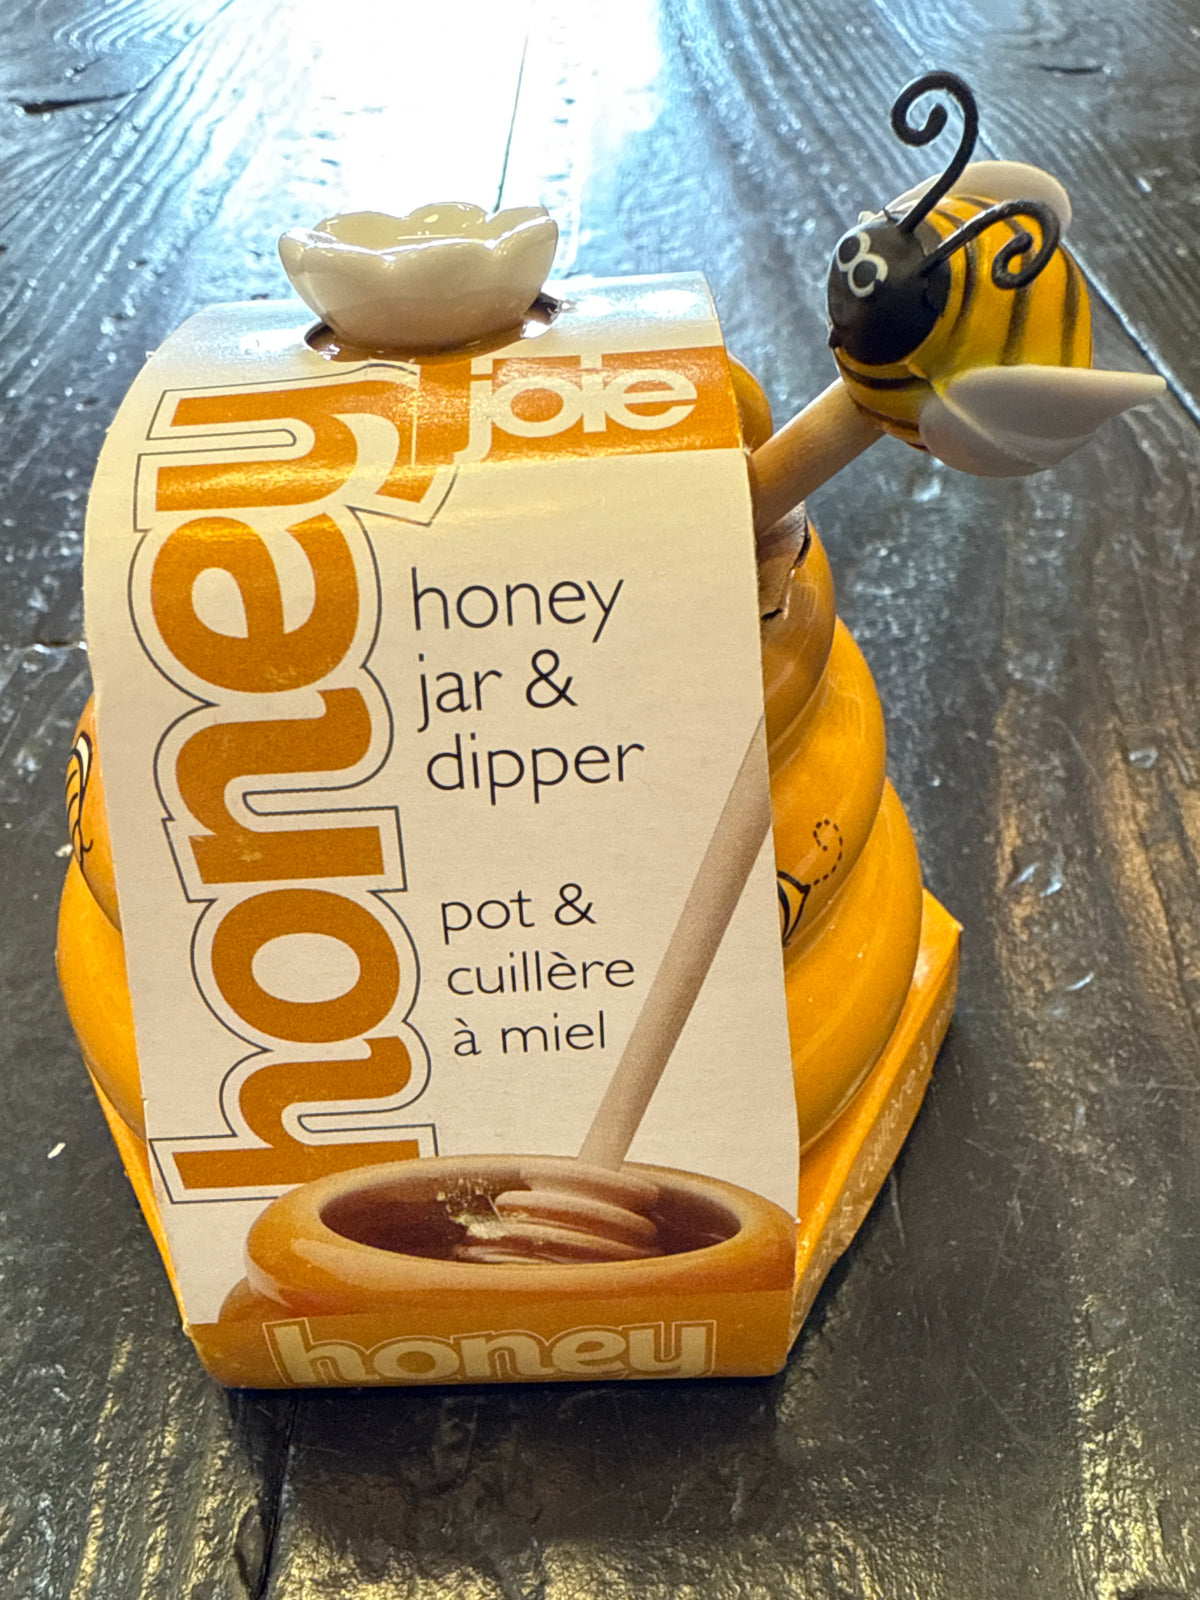 joie
honey
honey
jar &
dipper
pot &
cuillère
à miel
honey